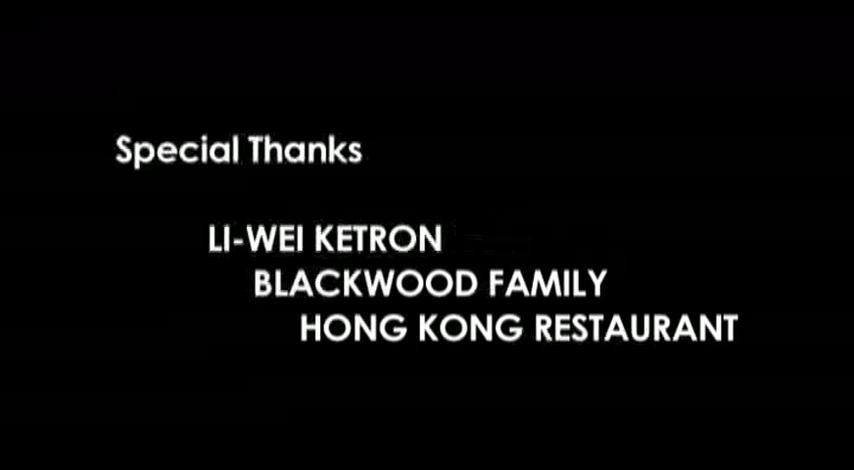 Special Thanks
LI-WEI KETRON
BLACKWOOD FAMILY
HONG KONG RESTAURANT